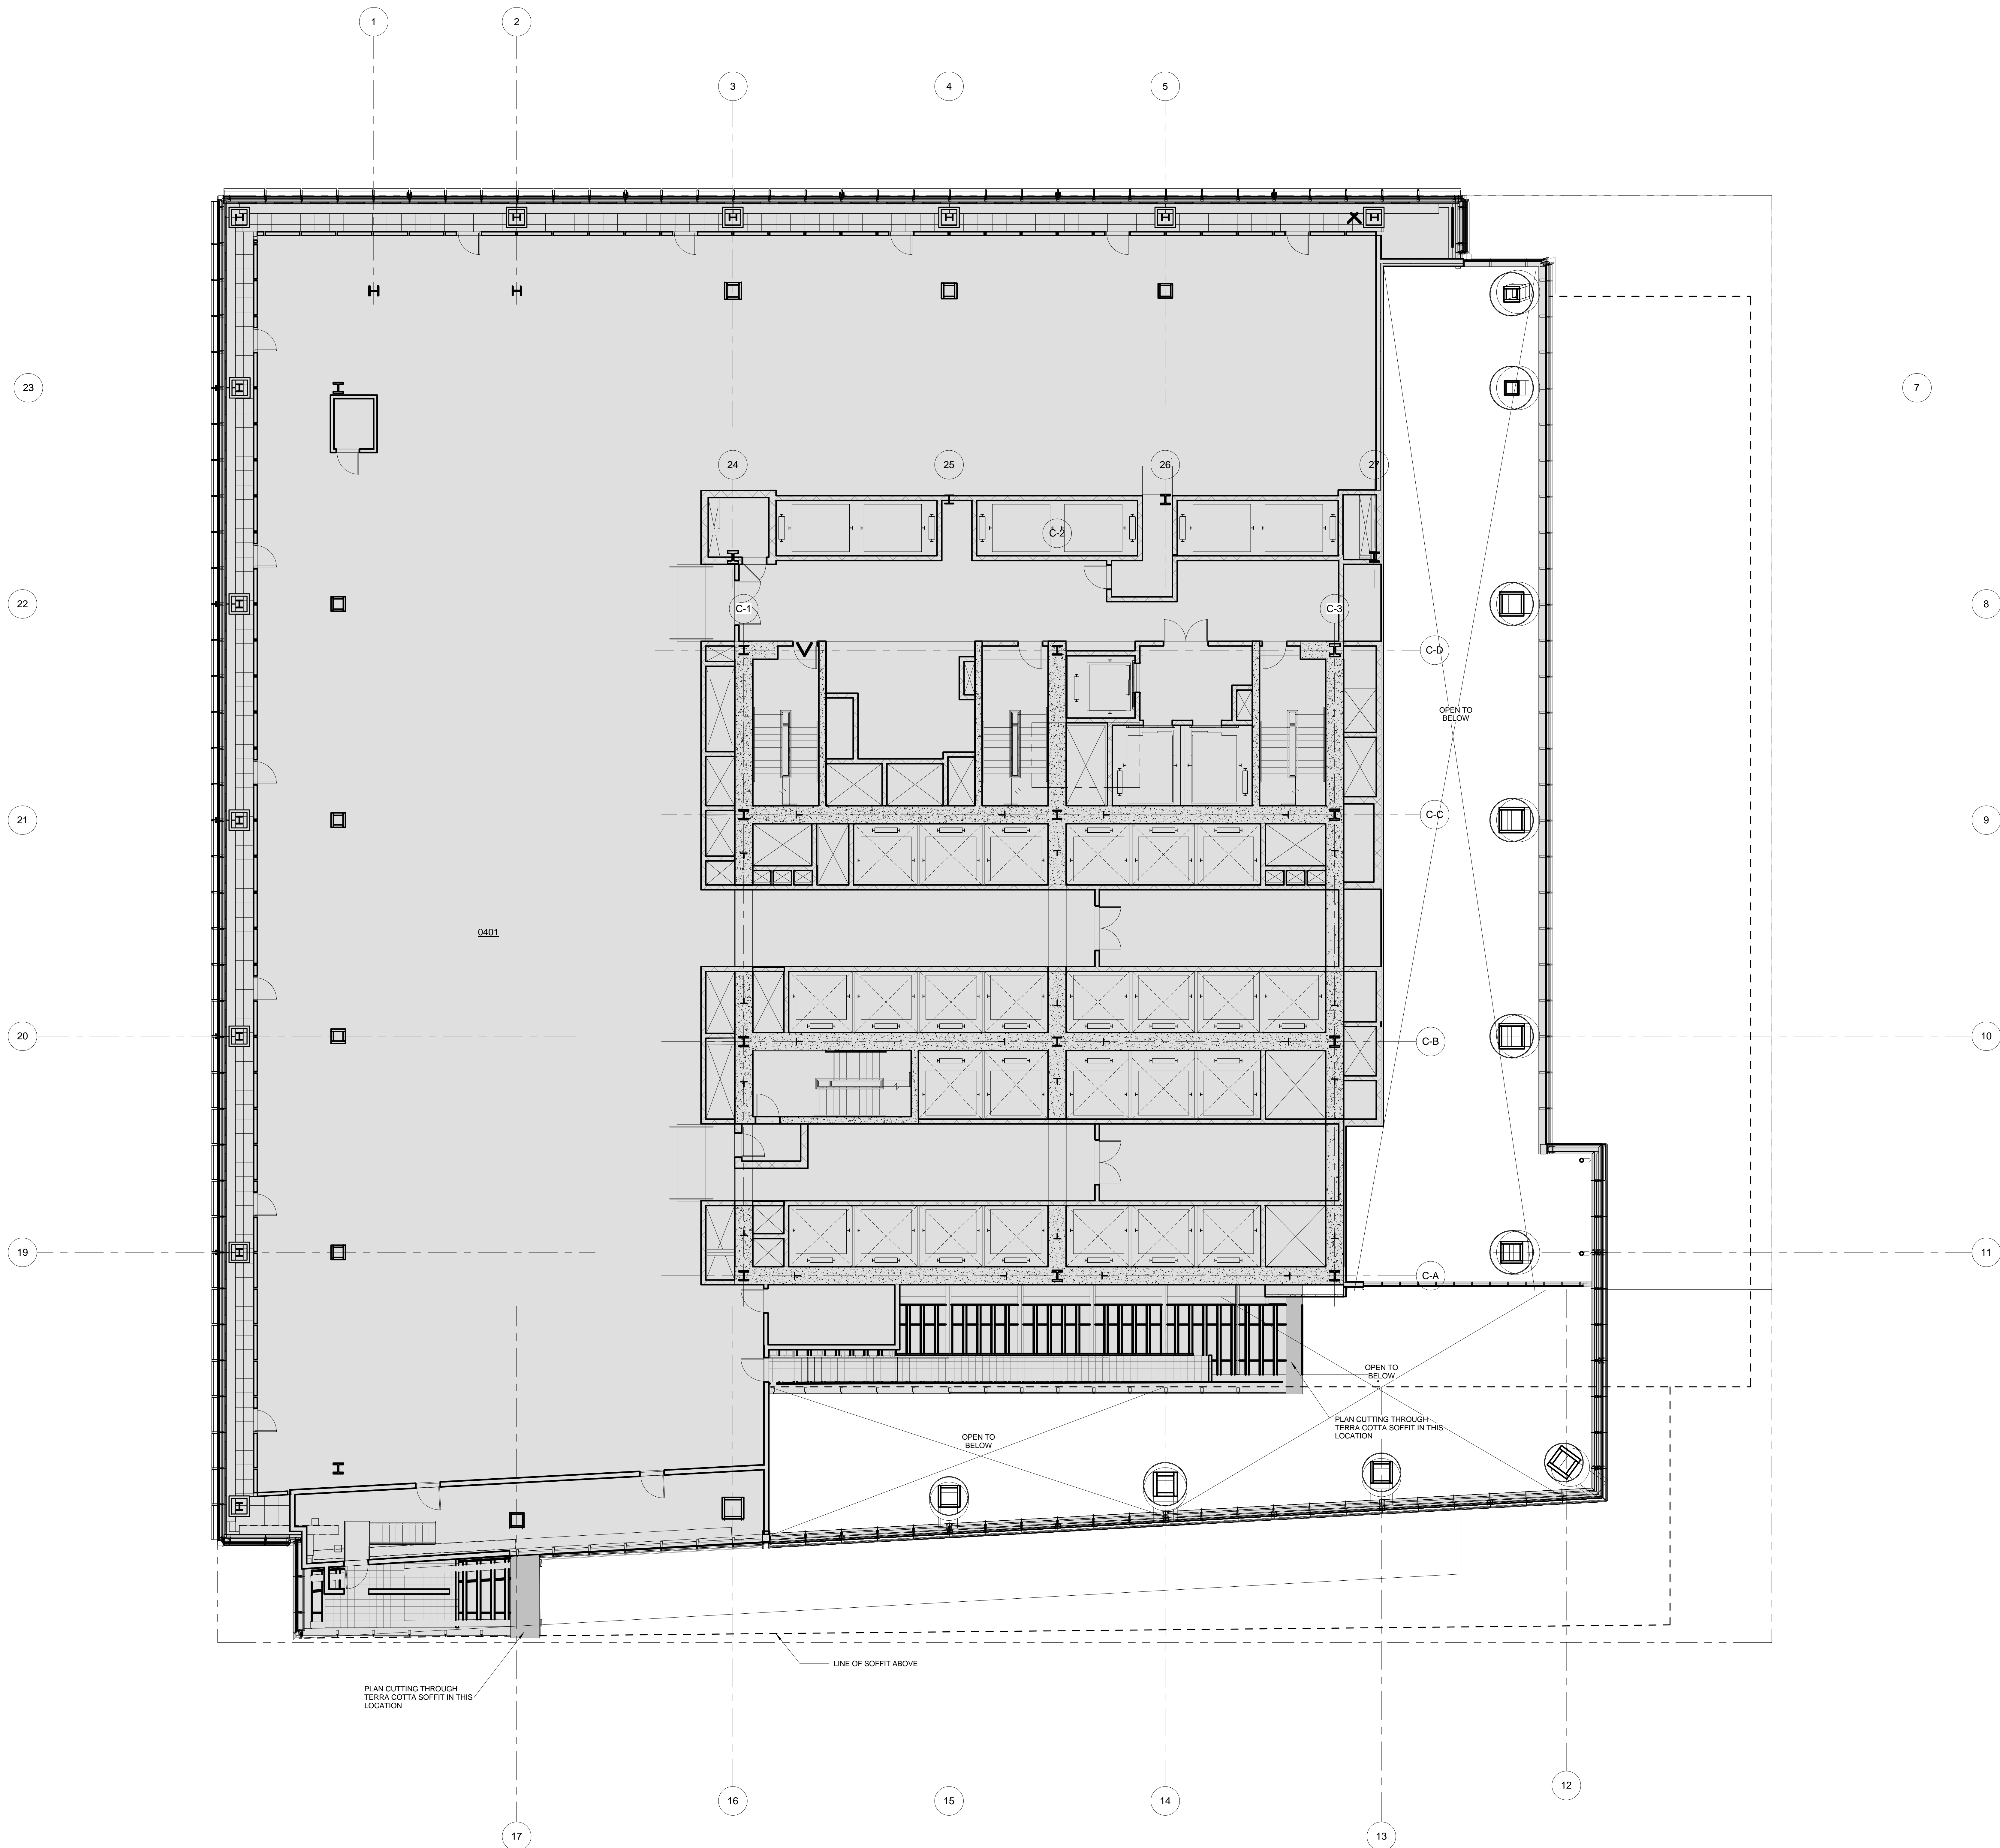 1
2
3
4
5
23
7
24
25
26
27
C-2
22
C-1
C-3
8
C-D
OPEN TO
BELOW
C-C
21
9
0401
20
C-B
10
19
11
C-A
OPEN TO
BELOW
PLAN CUTTING THROUGH
TERRA COTTA SOFFIT IN THIS
LOCATION
OPEN TO
BELOW
LINE OF SOFFIT ABOVE
PLAN CUTTING THROUGH
TERRA COTTA SOFFIT IN THIS
LOCATION
12
16
15
14
17
13